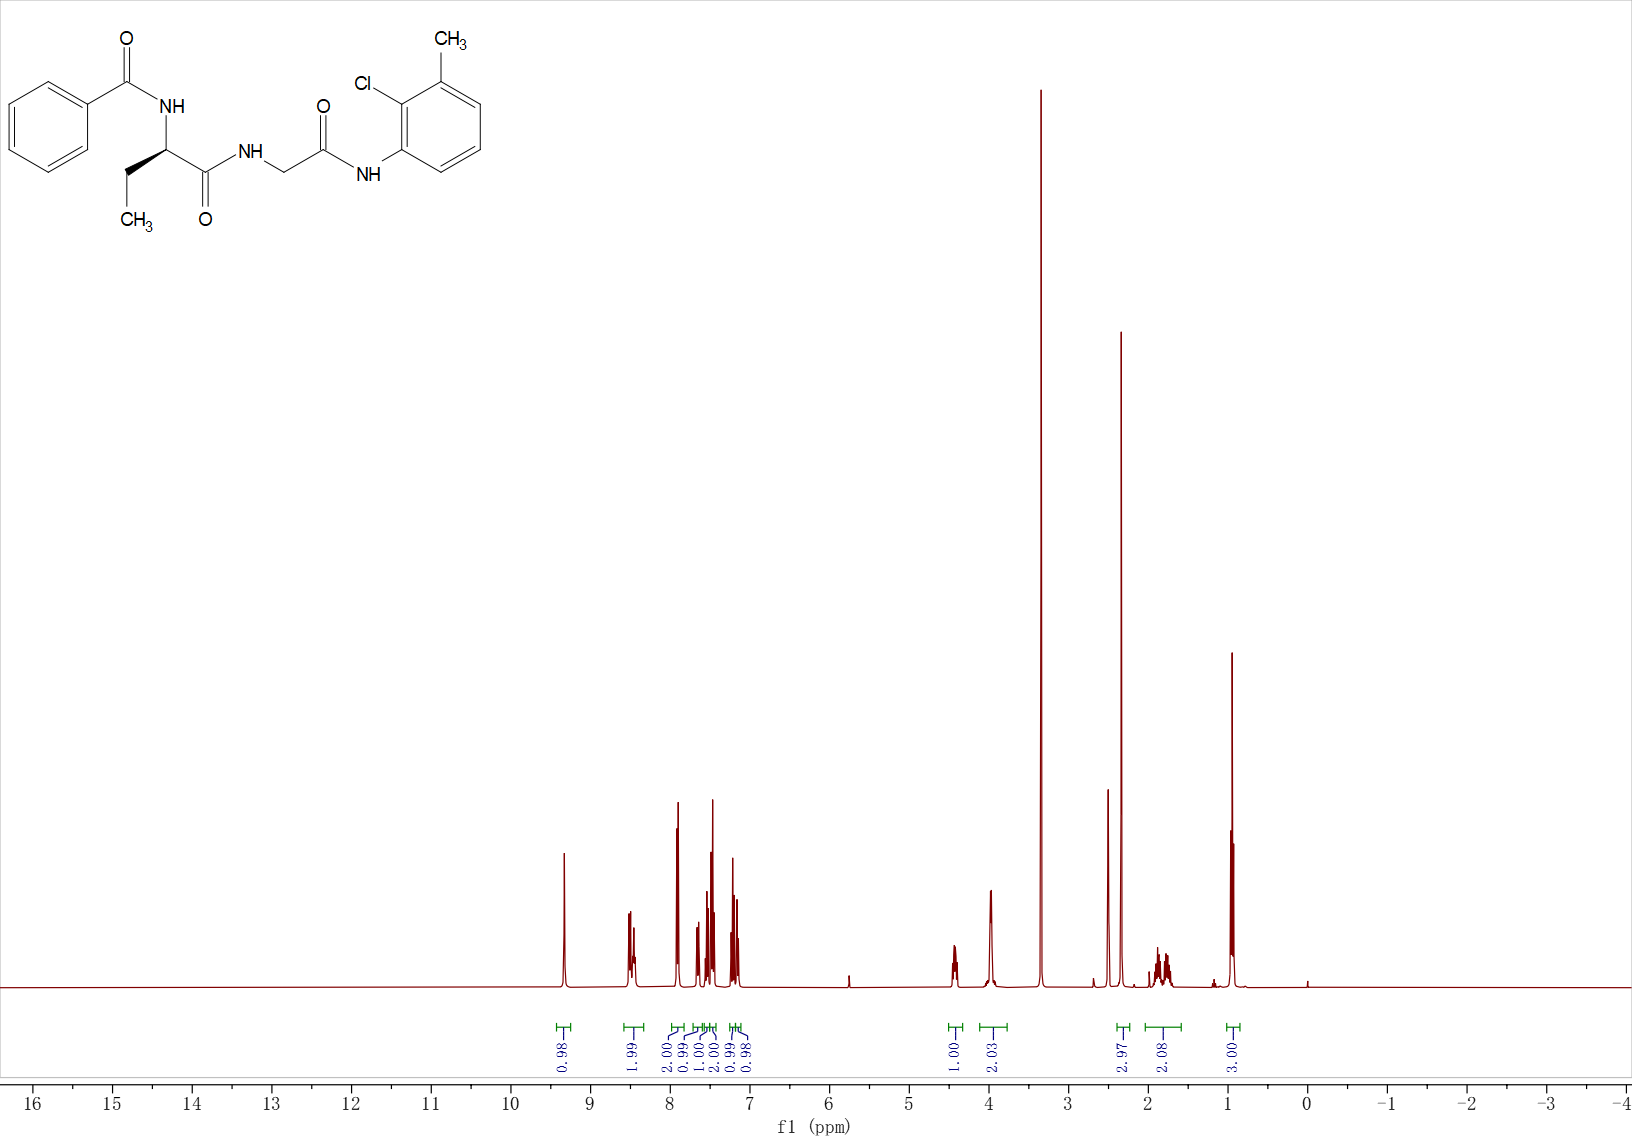 O
CH3
Cl
NH
O
NH
NH
CH3
O
0.98
1.99
2.00
0.99
1.00
2.00
0.99
0.98
1.00
2.03
2.97
2.08
3.00
16 15 14 13 12 11 10 9 8 7 6 5 4 3 2 1 0 -1 -2 -3 -4
f1 (ppm)